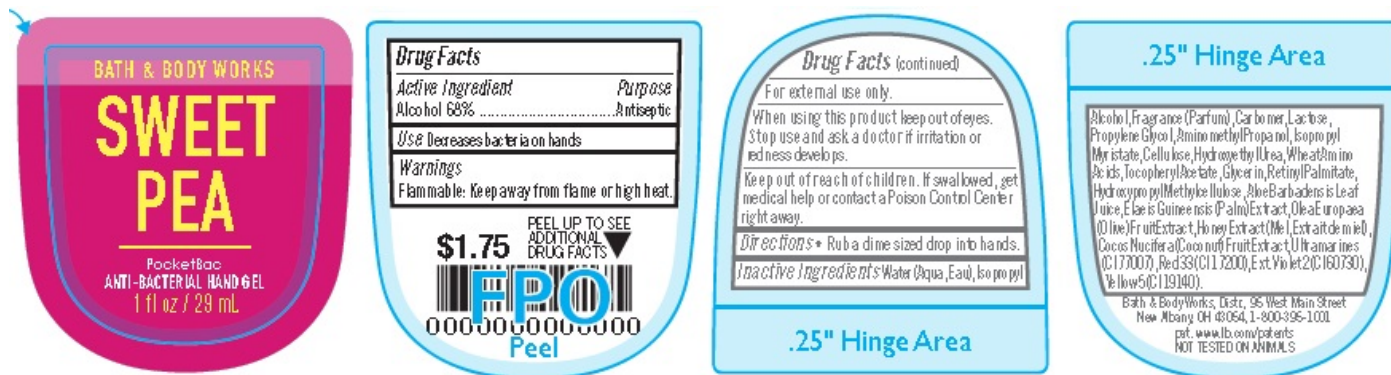 BATH & BODY WORKS
SWEET
PEA
PocketBac
ANTI-BACTERIAL HAND GEL
1 fl oz / 29 mL
Drug Facts
Active Ingredient Purpose
Alcohol 68% ........................................Antiseptic
Use Decreases bacteria on hands
Warnings
Flammable: Keep away from flame or high heat.
$1.75
PEEL UP TO SEE
ADDITIONAL
DRUG FACTS
FPO
0000000000000
Peel
Drug Facts (continued)
For external use only.
When using this product keep out of eyes.
Stop use and ask a doctor if irritation or
redness develops.
Keep out of reach of children. If swallowed, get
medical help or contact a Poison Control Center
right away.
Directions • Rub a dime sized drop into hands.
Inactive Ingredients Water (Aqua, Eau), Isopropyl
.25" Hinge Area
.25" Hinge Area
Alcohol, Fragrance (Parfum), Carbomer, Lactose,
Propylene Glycol, Aminomethyl Propanol, Isopropyl
Myristate, Cellulose, Hydroxyethyl Urea, Wheat Amino
Acids, Tocopheryl Acetate, Glycerin, Retinyl Palmitate,
Hydroxypropyl Methylcellulose, Aloe Barbadensis Leaf
Juice, Elaeis Guineensis (Palm) Extract, Olea Europaea
(Olive) Fruit Extract, Honey Extract (Mel, Extrait de miel),
Cocos Nucifera (Coconut) Fruit Extract, Ultramarines
(CI 77007), Red 33 (CI 17200), Ext. Violet 2 (CI 60730),
Yellow 5 (CI 19140).
Bath & Body Works, Distr., 95 West Main Street
New Albany, OH 43054, 1-800-395-1001
pat. www.lb.com/patents
NOT TESTED ON ANIMALS